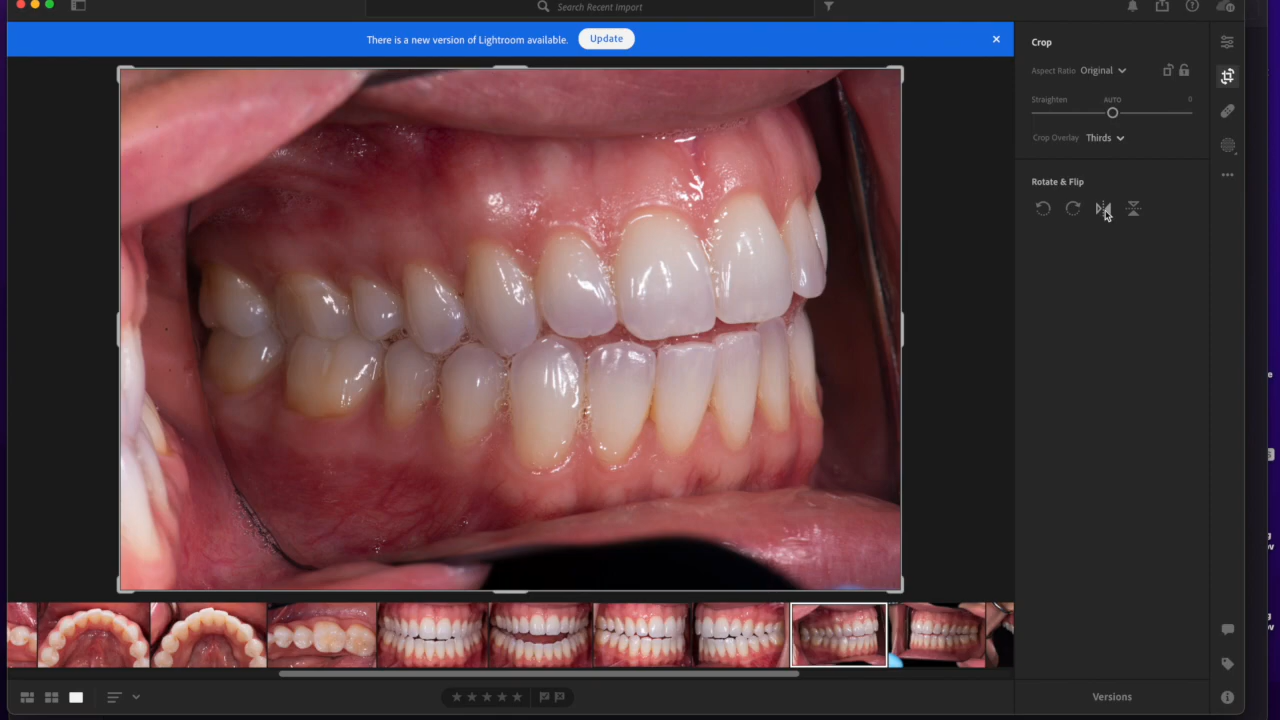 Search Recent Import
There is a new version of Lightroom available.
Update
Crop
Aspect Ratio Original
Straighten AUTO 0
Crop Overlay Thirds
Rotate & Flip
Versions